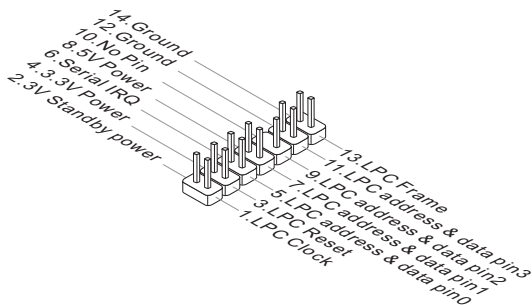 14.Ground
12.Ground
10.No Pin
8.5V Power
6.Serial IRQ
4.3.3V Power
2.3V Standby power
13.LPC Frame
11.LPC address & data pin3
9.LPC address & data pin2
7.LPC address & data pin1
5.LPC address & data pin0
3.LPC Reset
1.LPC Clock